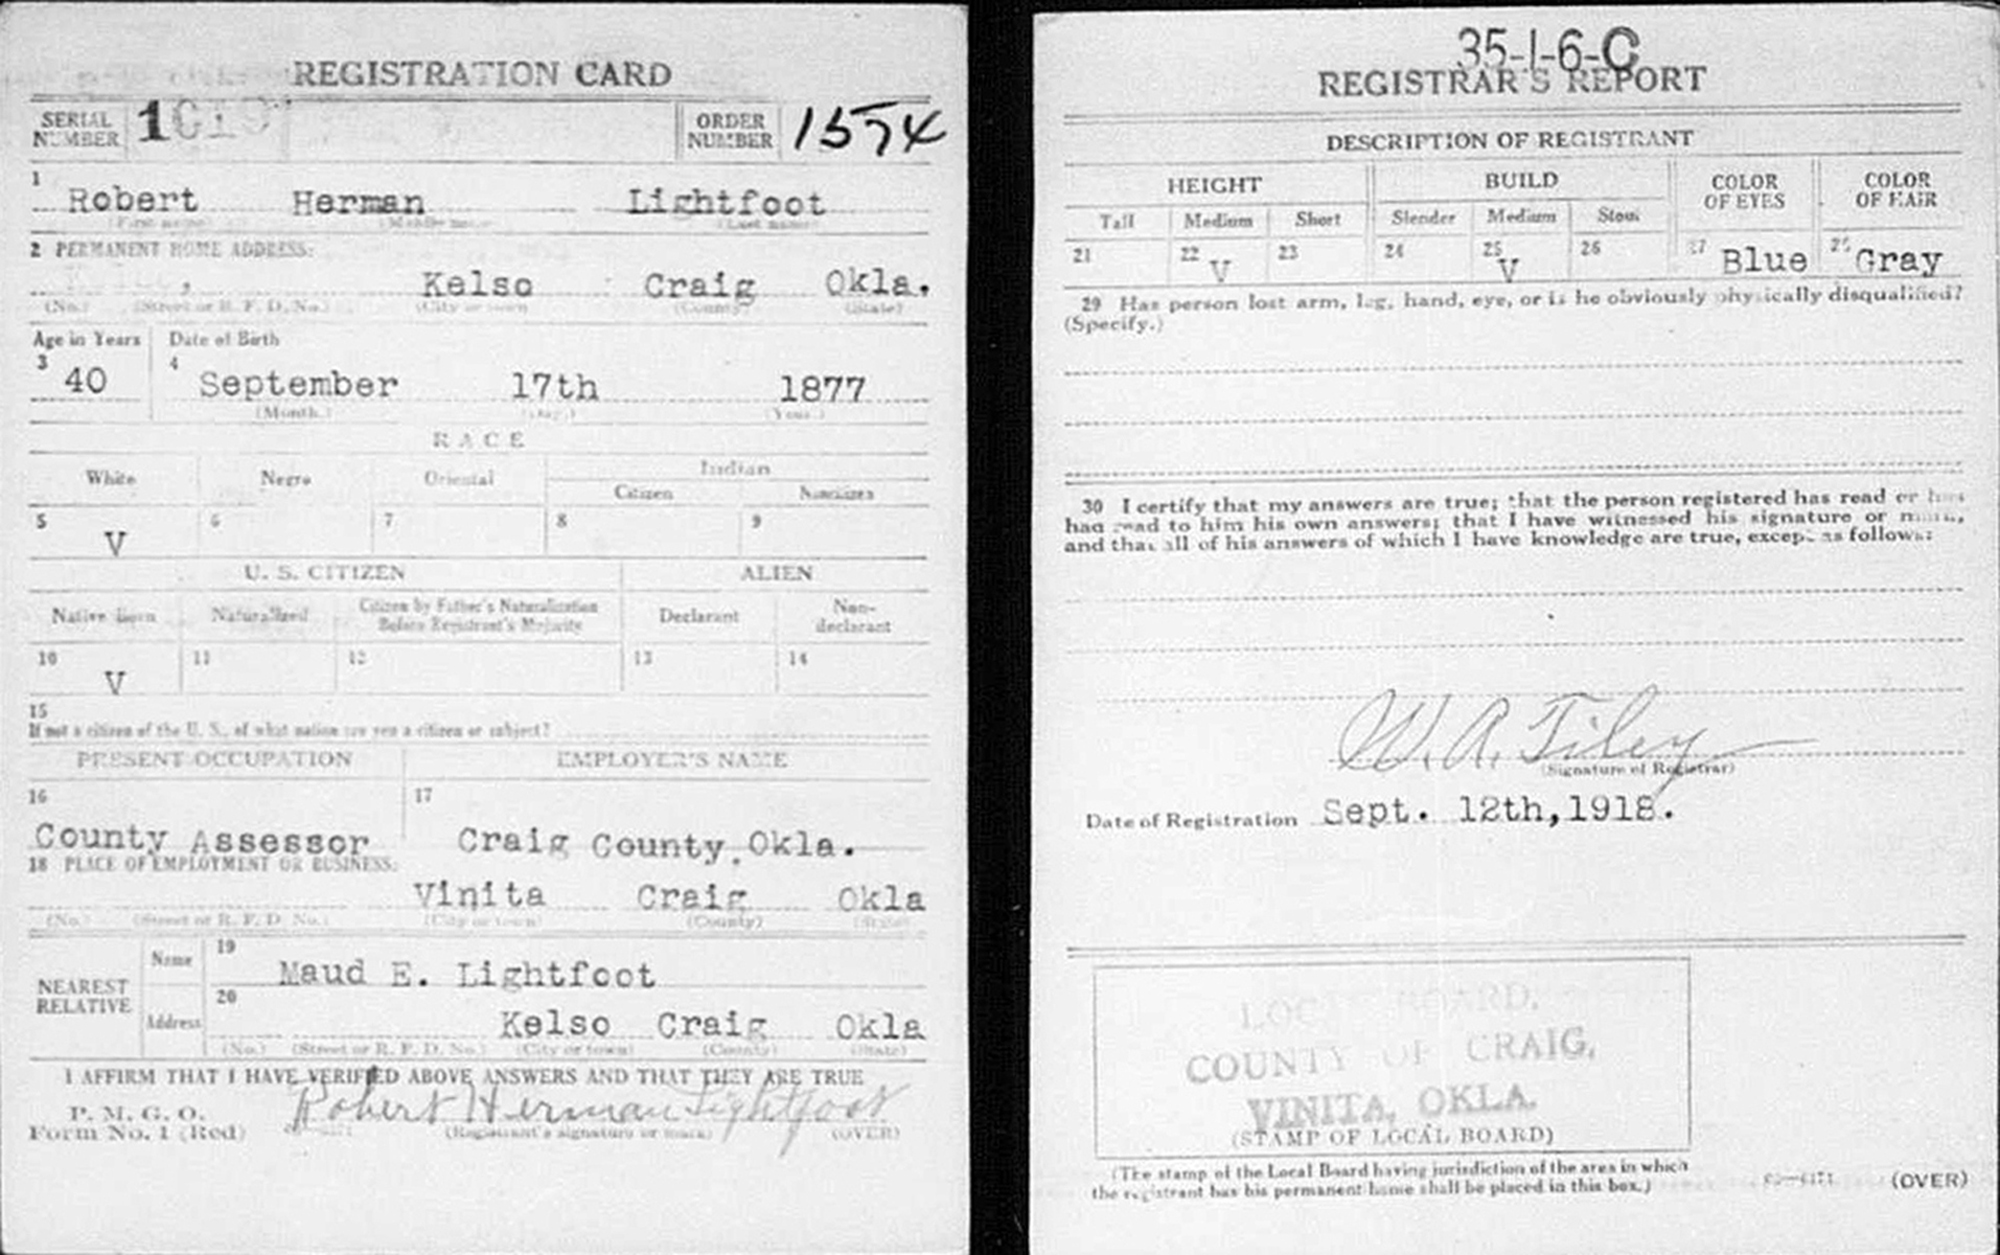 REGISTRATION CARD
SERIAL NUMBER 1619 ORDER NUMBER 1574
1 Robert Herman Lightfoot
(First name) (Middle name) (Last name)
2 PERMANENT HOME ADDRESS:
Kelso Craig Okla.
(No.) (Street or R. F. D. No.) (City or town) (County) (State)
Age in Years Date of Birth
3 40 4 September 17th 1877
(Month.) (Day.) (Year.)
RACE
White Negro Oriental Indian
Citizen Noncitizen
5 V 6 7 8 9
U. S. CITIZEN ALIEN
Native Born Naturalized Citizen by Father's Naturalization Before Registrant's Majority Declarant Non-declarant
10 V 11 12 13 14
15
If not a citizen of the U. S., of what nation are you a citizen or subject?
PRESENT OCCUPATION EMPLOYER'S NAME
16 17
County Assessor Craig County, Okla.
18 PLACE OF EMPLOYMENT OR BUSINESS:
Vinita Craig Okla
(No.) (Street or R. F. D. No.) (City or town) (County) (State)
NEAREST RELATIVE Name 19 Maud E. Lightfoot
Address 20 Kelso Craig Okla
(No.) (Street or R. F. D. No.) (City or town) (County) (State)
I AFFIRM THAT I HAVE VERIFIED ABOVE ANSWERS AND THAT THEY ARE TRUE
P. M. G. O.
Form No. 1 (Red) Robert Herman Lightfoot
(Registrant's signature or mark) (OVER)
35-1-6-C
REGISTRAR'S REPORT
DESCRIPTION OF REGISTRANT
HEIGHT BUILD COLOR OF EYES COLOR OF HAIR
Tall Medium Short Slender Medium Stout
21 22 V 23 24 25 V 26 27 Blue 28 Gray
29 Has person lost arm, leg, hand, eye, or is he obviously physically disqualified?
(Specify.)
30 I certify that my answers are true; that the person registered has read or has
had read to him his own answers; that I have witnessed his signature or mark,
and that all of his answers of which I have knowledge are true, except as follows:
W. A. Tiley
(Signature of Registrar)
Date of Registration Sept. 12th, 1918.
LOCAL BOARD,
COUNTY OF CRAIG,
VINITA, OKLA.
(STAMP OF LOCAL BOARD)
(The stamp of the Local Board having jurisdiction of the area in which
the registrant has his permanent home shall be placed in this box.)
(OVER)